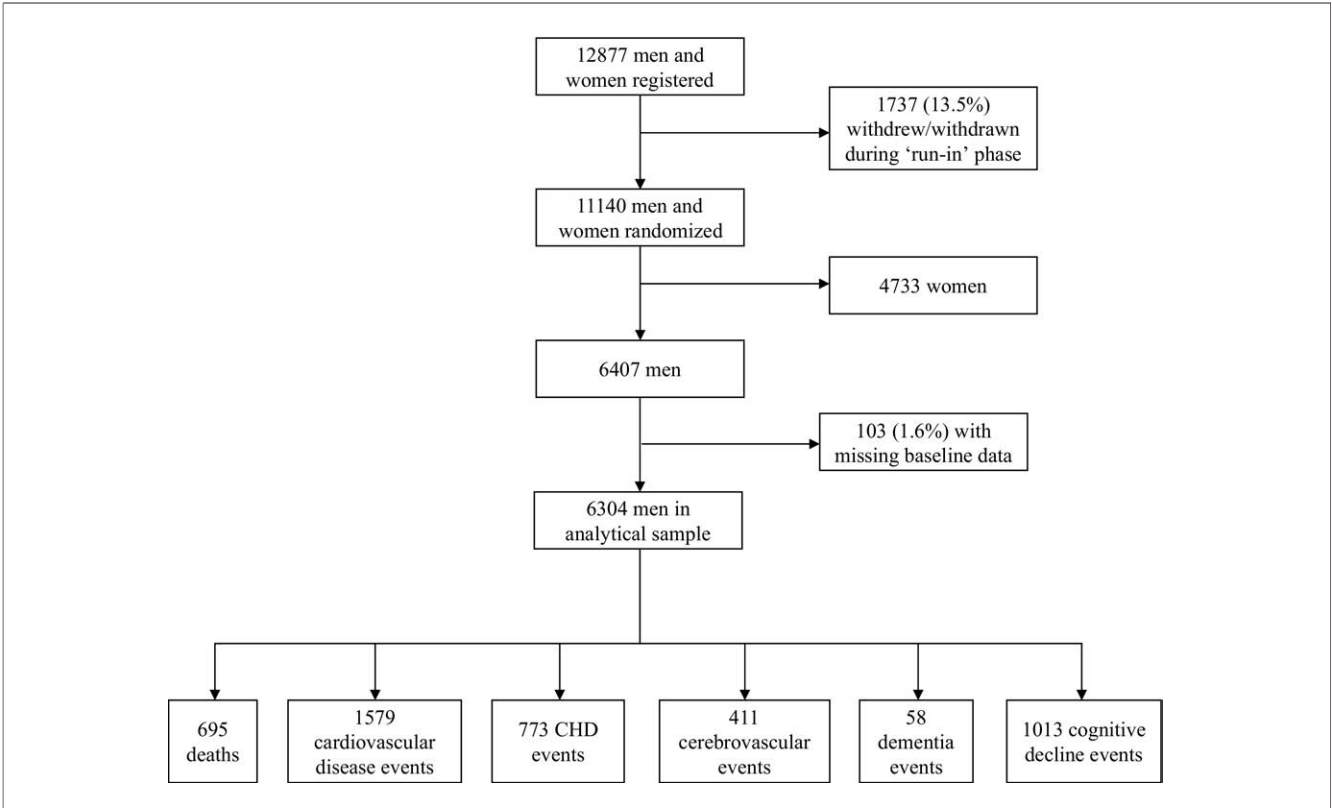 12877 men and
women registered
1737 (13.5%)
withdrew/withdrawn
during ‘run-in’ phase
11140 men and
women randomized
4733 women
6407 men
103 (1.6%) with
missing baseline data
6304 men in
analytical sample
695
deaths
1579
cardiovascular
disease events
773 CHD
events
411
cerebrovascular
events
58
dementia
events
1013 cognitive
decline events